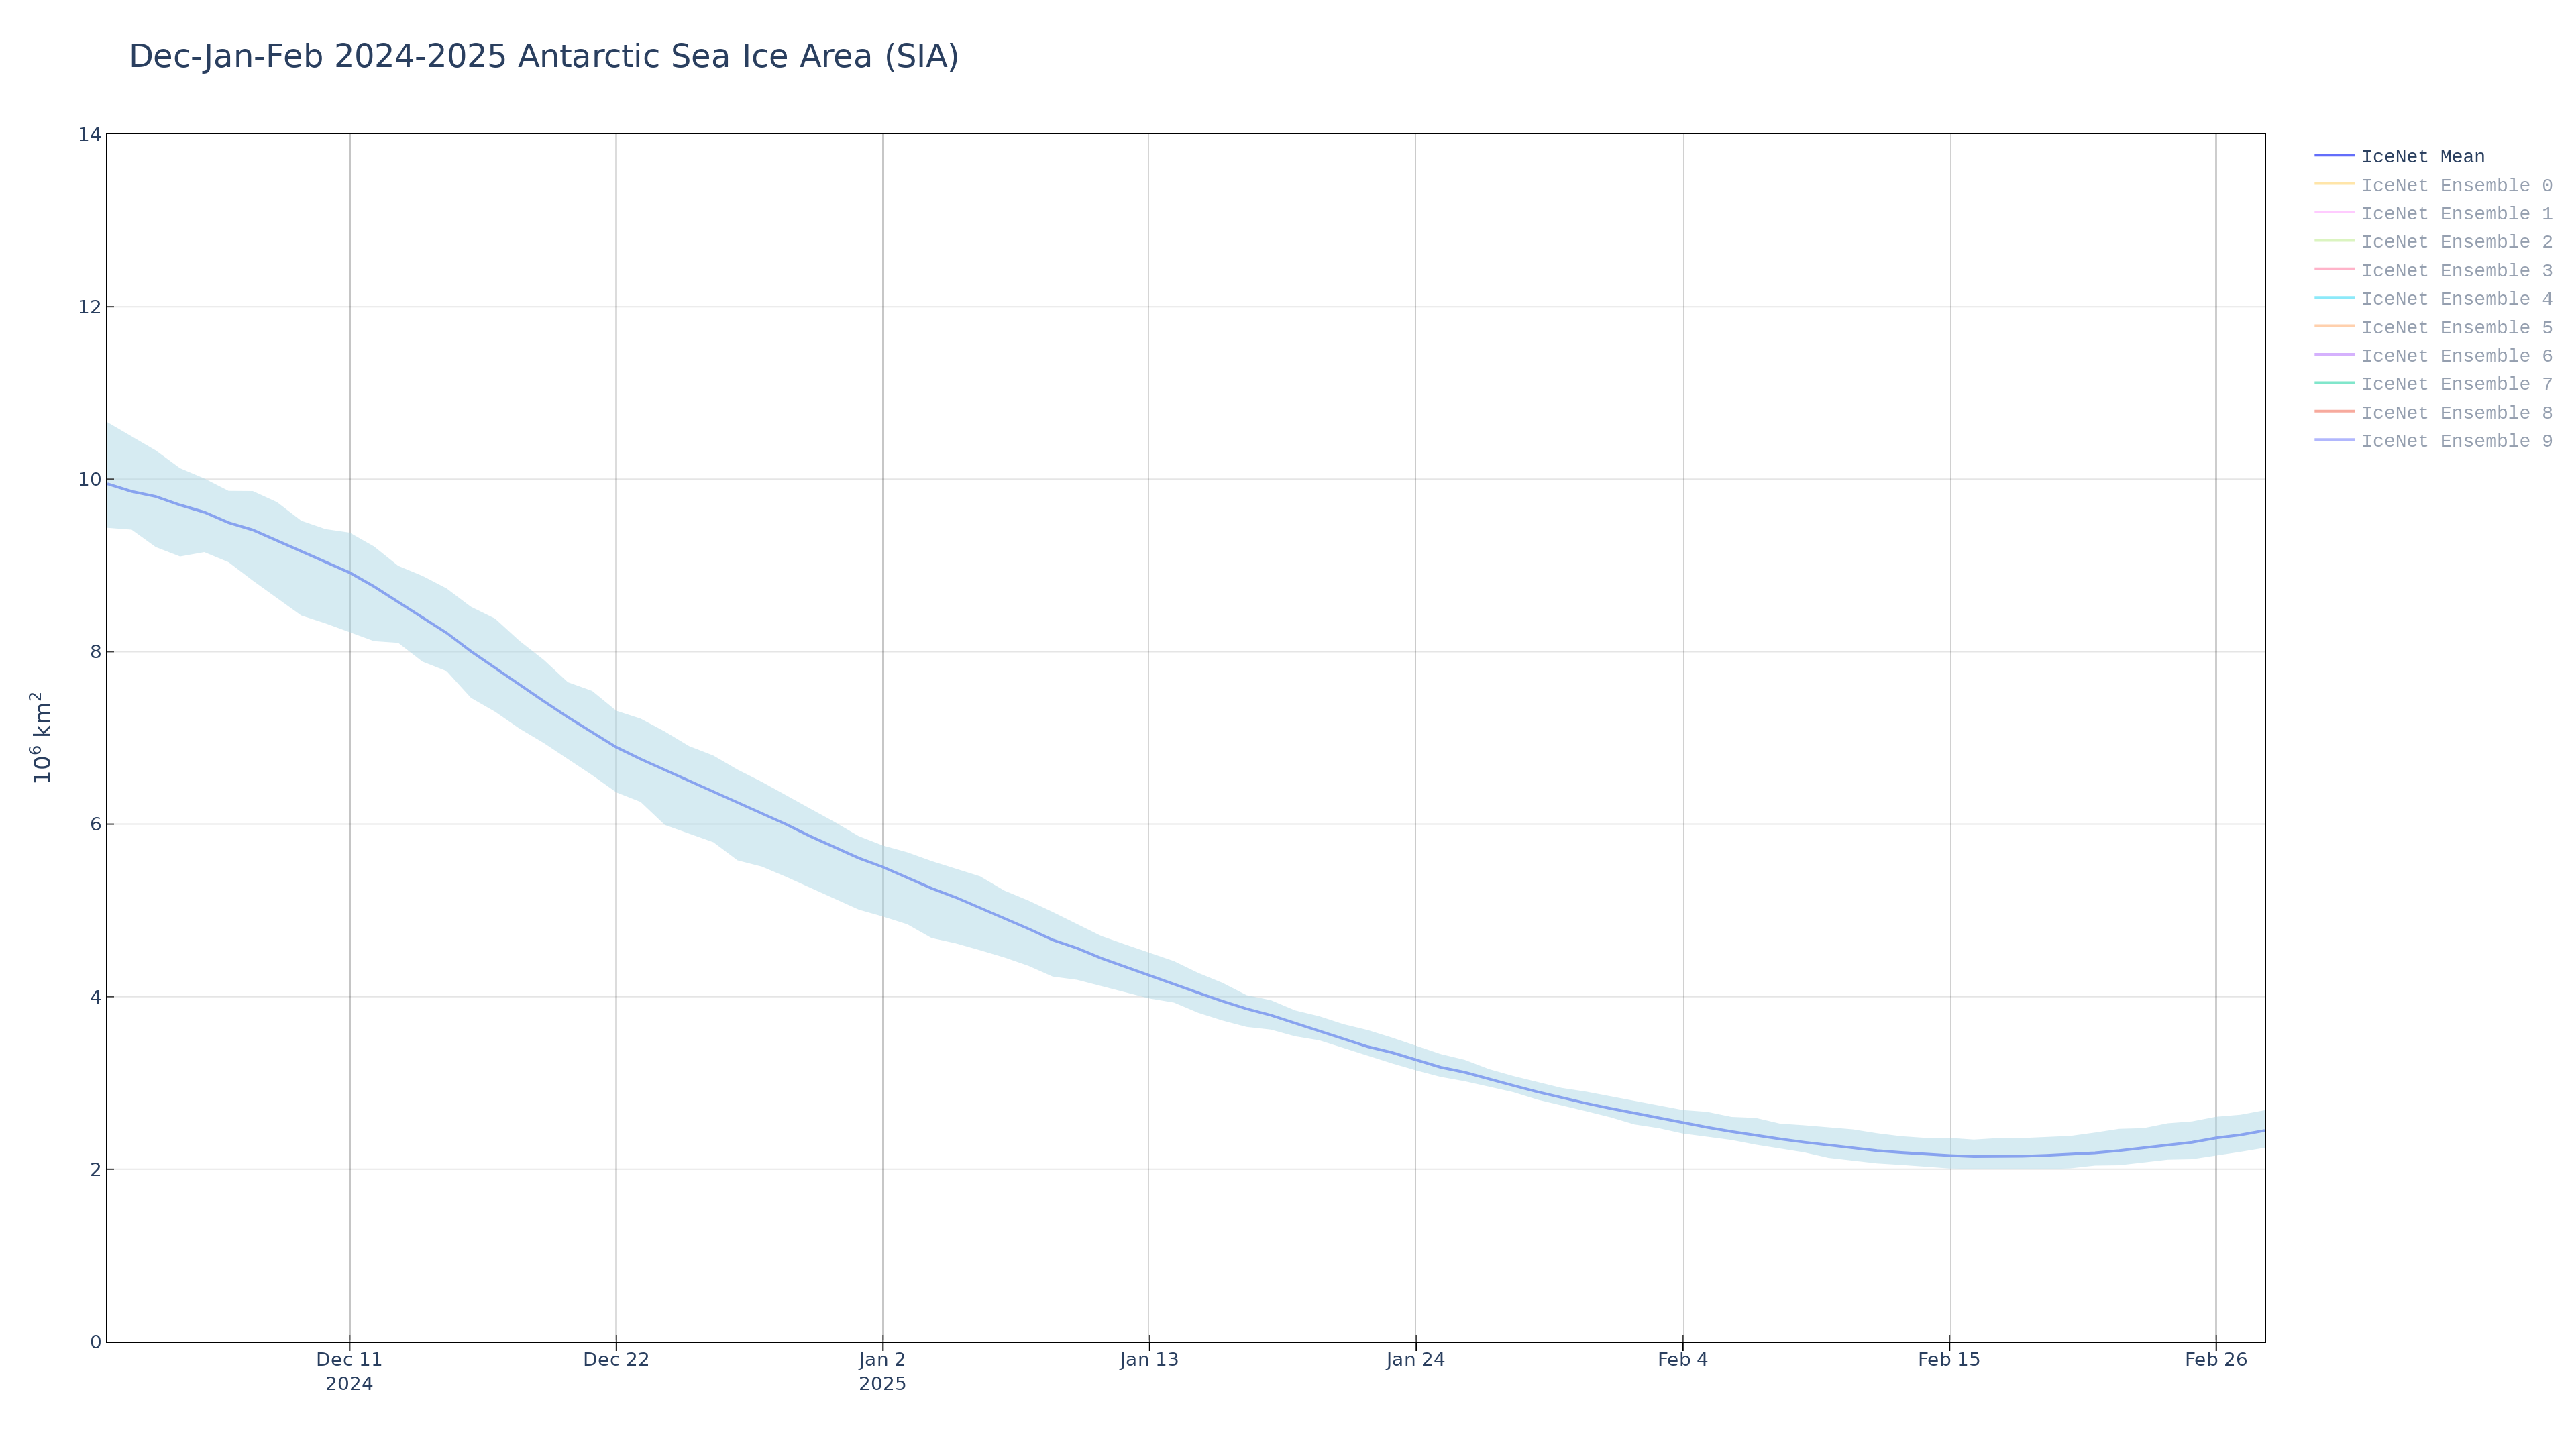 Dec-Jan-Feb 2024-2025 Antarctic Sea Ice Area (SIA)
14
12
10
8
6
4
2
0
10⁶ km²
Dec 11
2024
Dec 22
Jan 2
2025
Jan 13
Jan 24
Feb 4
Feb 15
Feb 26
IceNet Mean
IceNet Ensemble 0
IceNet Ensemble 1
IceNet Ensemble 2
IceNet Ensemble 3
IceNet Ensemble 4
IceNet Ensemble 5
IceNet Ensemble 6
IceNet Ensemble 7
IceNet Ensemble 8
IceNet Ensemble 9